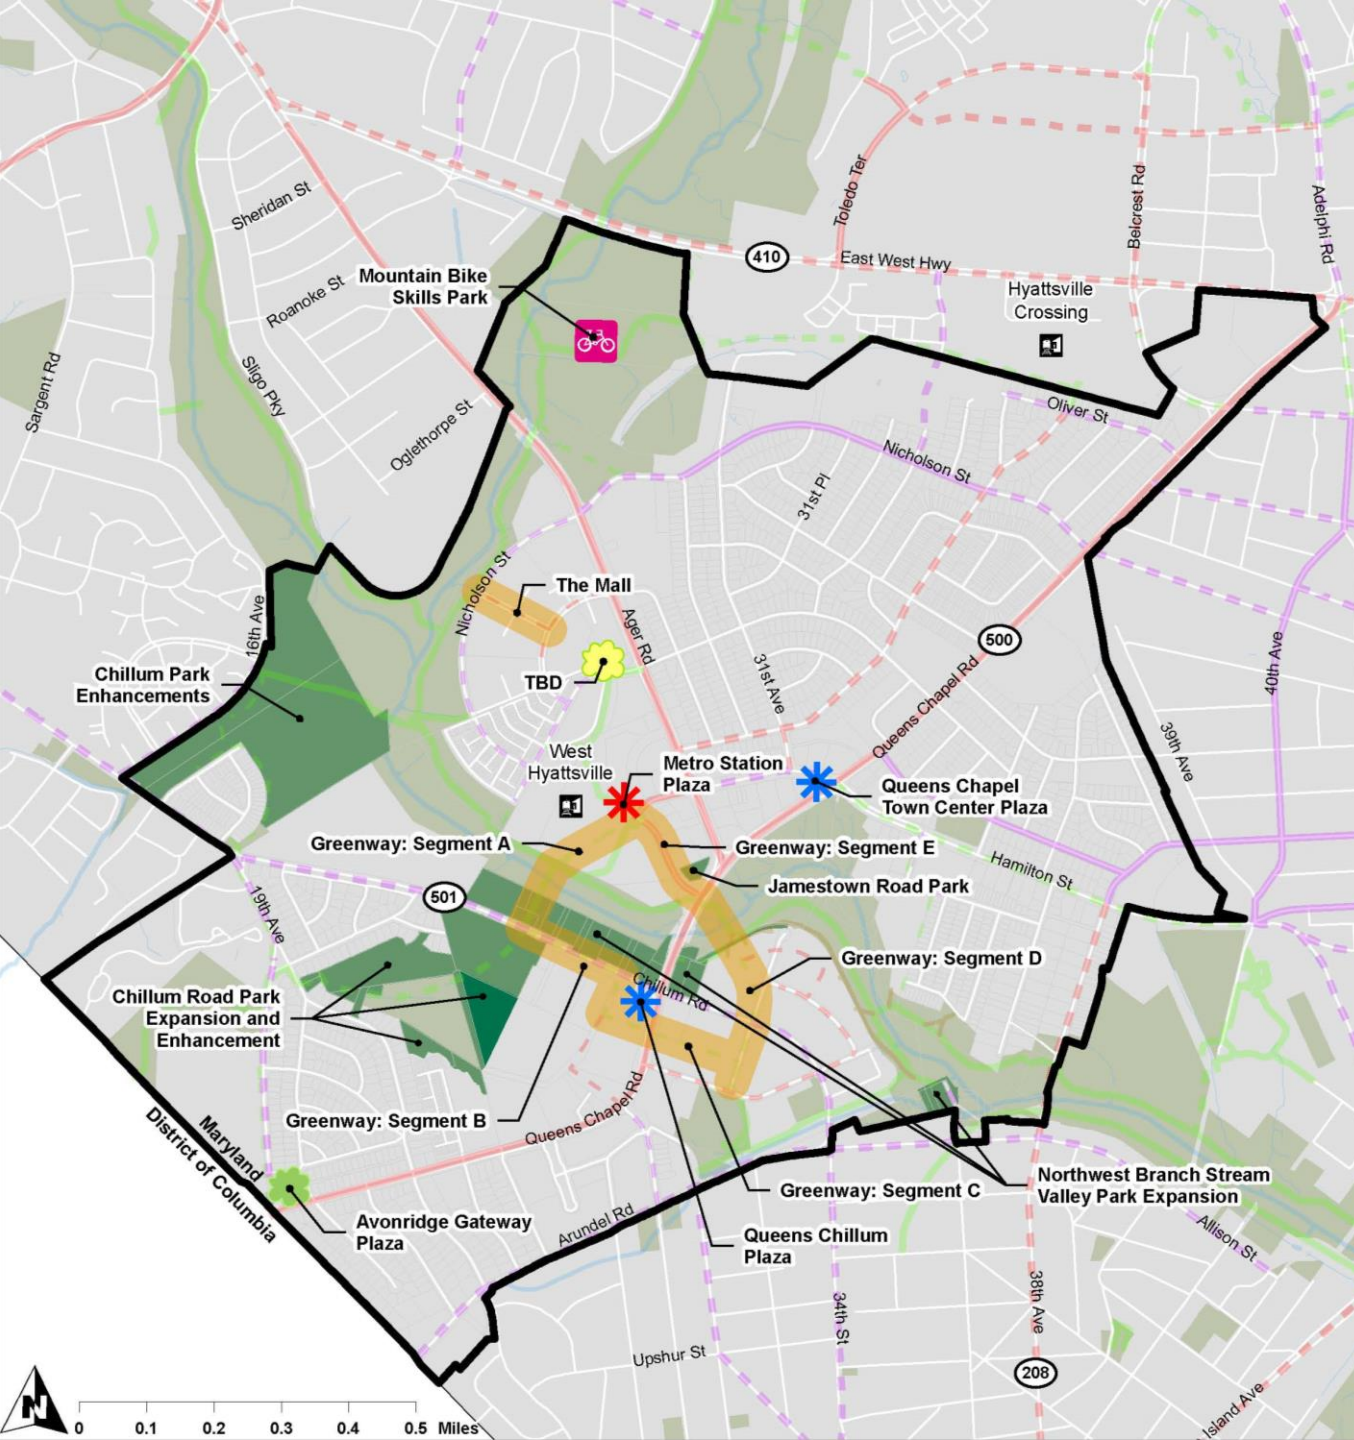 Sheridan St
Toledo Ter
Belcrest Rd
Adelphi Rd
410
East West Hwy
Mountain Bike
Skills Park
Roanoke St
Hyattsville
Crossing
Sargent Rd
Sligo Pky
Oglethorpe St
Oliver St
Nicholson St
31st Pl
Nicholson St
The Mall
16th Ave
Ager Rd
500
Chillum Park
Enhancements
TBD
31st Ave
Queens Chapel Rd
40th Ave
39th Ave
West
Hyattsville
Metro Station
Plaza
Queens Chapel
Town Center Plaza
Greenway: Segment A
Greenway: Segment E
Hamilton St
Jamestown Road Park
501
19th Ave
Greenway: Segment D
Chillum Rd
Chillum Road Park
Expansion and
Enhancement
Greenway: Segment B
Queens Chapel Rd
Maryland
District of Columbia
Northwest Branch Stream
Valley Park Expansion
Greenway: Segment C
Avonridge Gateway
Plaza
Arundel Rd
Queens Chillum
Plaza
Allison St
34th St
38th Ave
Upshur St
208
Island Ave
N
0 0.1 0.2 0.3 0.4 0.5 Miles